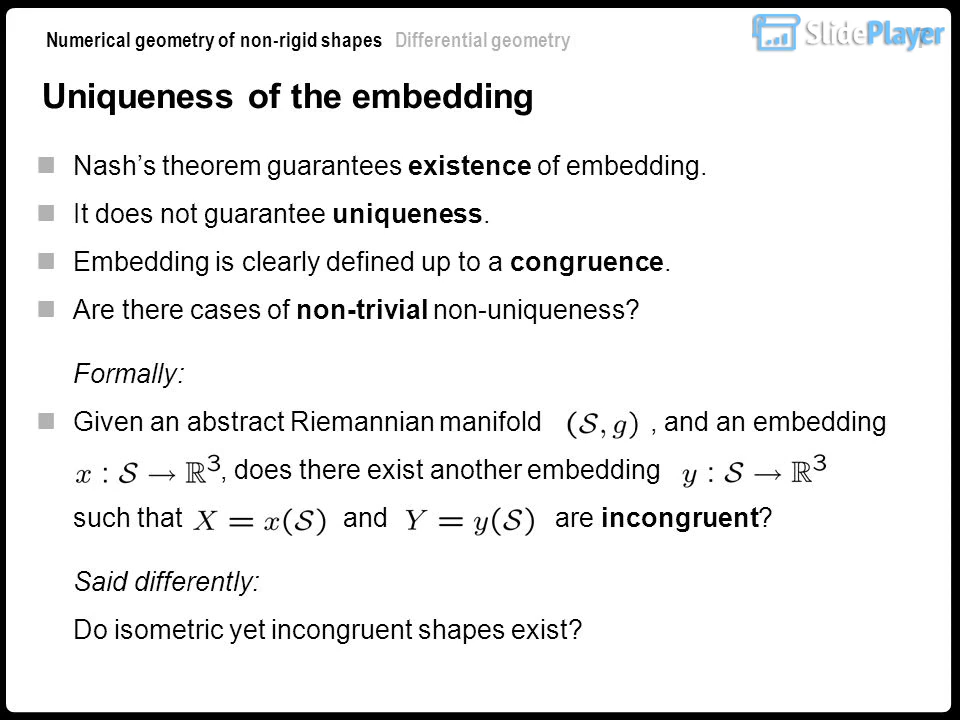 Numerical geometry of non-rigid shapes Differential geometry
SlidePlayer
Uniqueness of the embedding
Nash’s theorem guarantees existence of embedding.
It does not guarantee uniqueness.
Embedding is clearly defined up to a congruence.
Are there cases of non-trivial non-uniqueness?
Formally:
Given an abstract Riemannian manifold (𝒮, g), and an embedding
x : 𝒮 → ℝ³, does there exist another embedding y : 𝒮 → ℝ³
such that X = x(𝒮) and Y = y(𝒮) are incongruent?
Said differently:
Do isometric yet incongruent shapes exist?